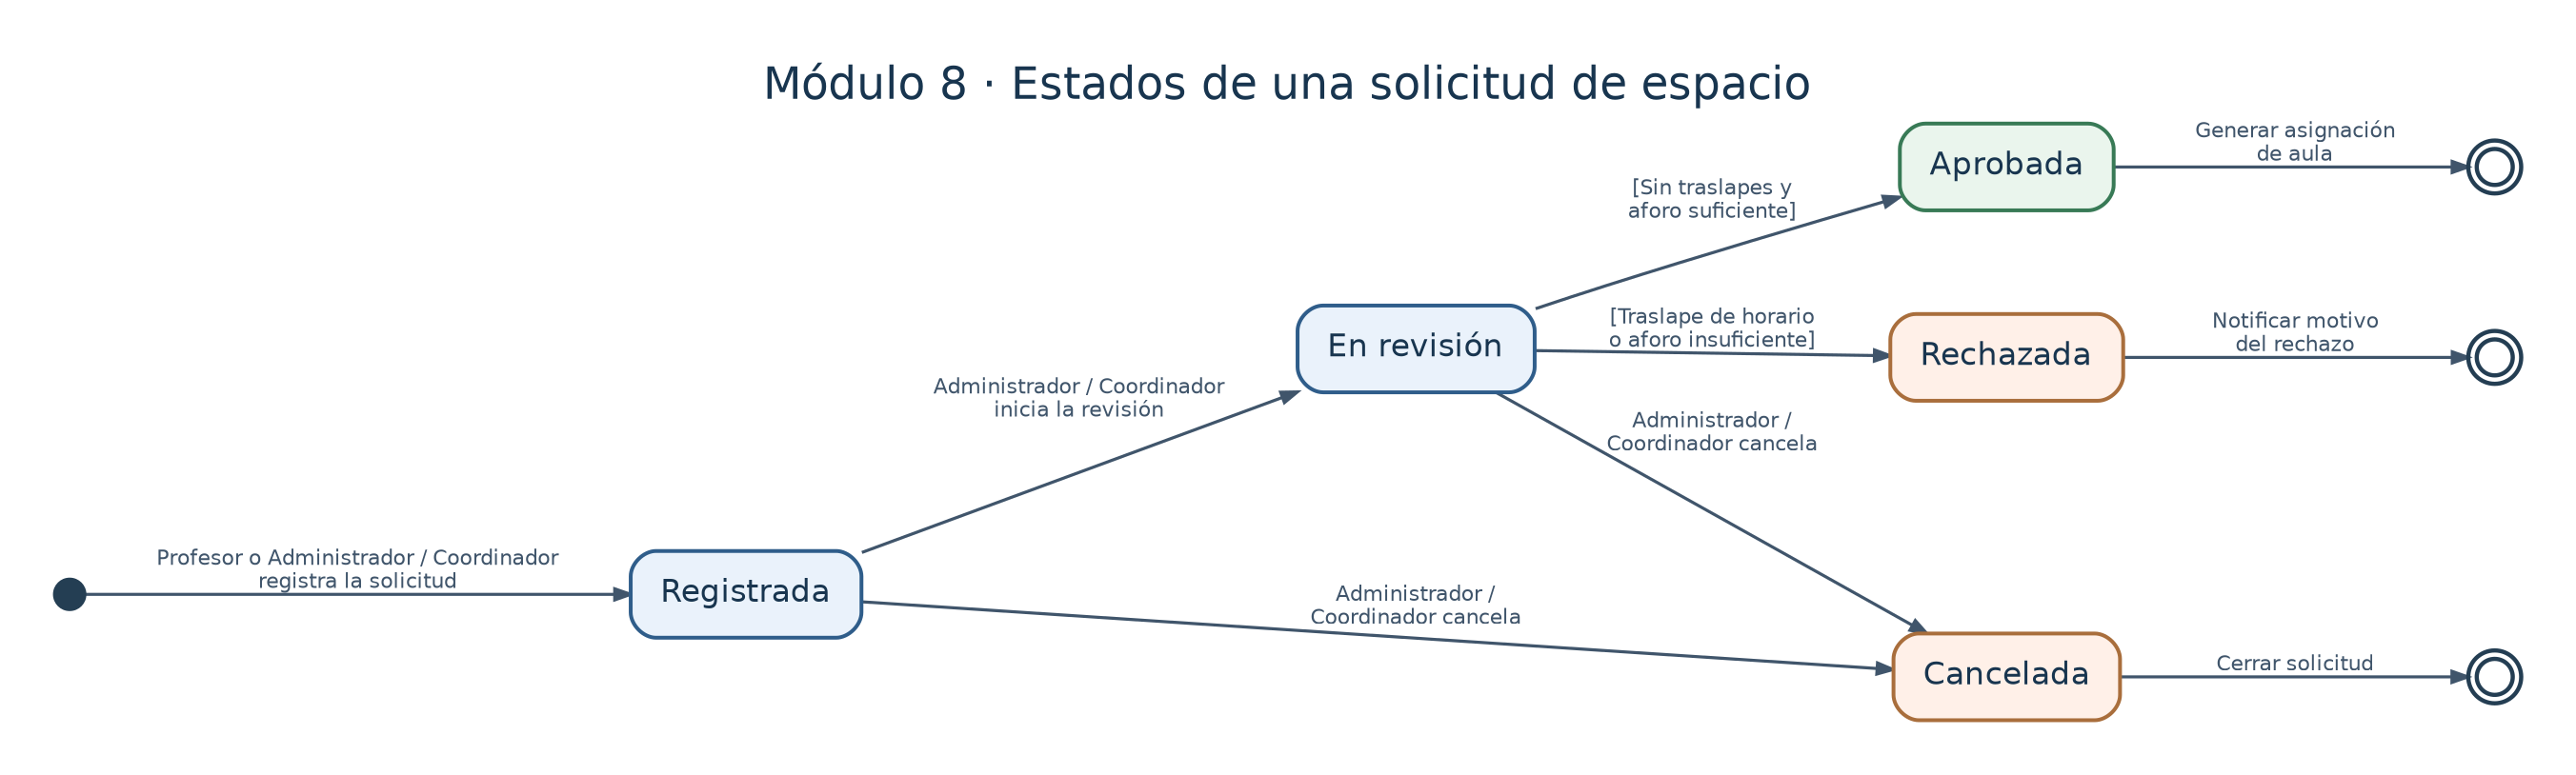 Módulo 8 · Estados de una solicitud de espacio
Profesor o Administrador / Coordinador
registra la solicitud
Registrada
Administrador / Coordinador
inicia la revisión
En revisión
[Sin traslapes y
aforo suficiente]
Aprobada
Generar asignación
de aula
[Traslape de horario
o aforo insuficiente]
Rechazada
Notificar motivo
del rechazo
Administrador /
Coordinador cancela
Administrador /
Coordinador cancela
Cancelada
Cerrar solicitud